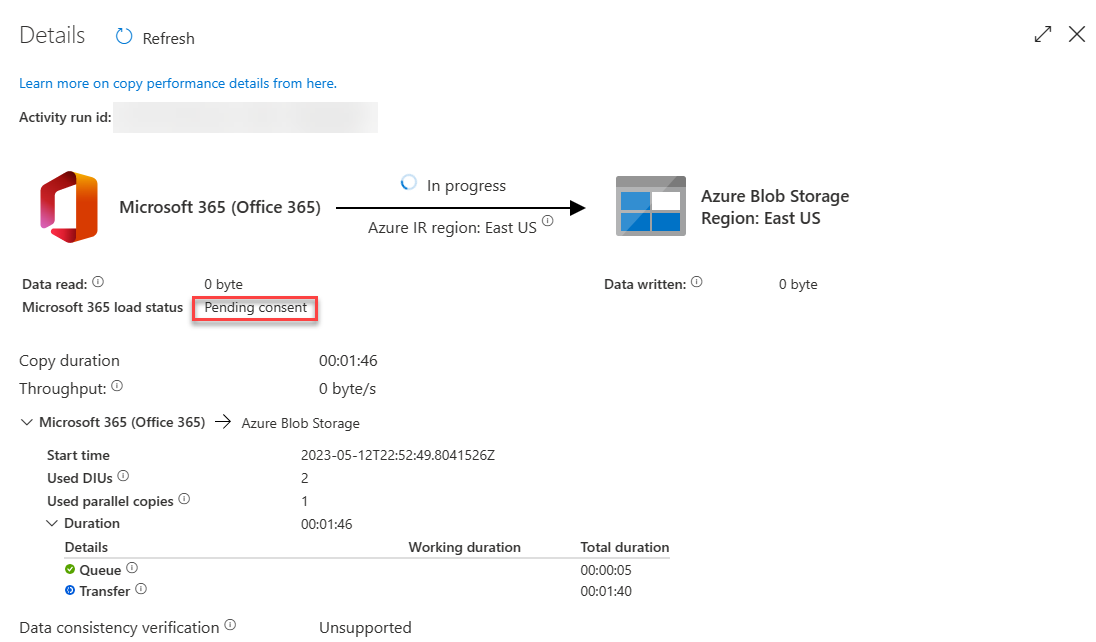 Details Refresh
Learn more on copy performance details from here.
Activity run id:
In progress
Microsoft 365 (Office 365)
Azure IR region: East US
Azure Blob Storage
Region: East US
Data read: 0 byte Data written: 0 byte
Microsoft 365 load status Pending consent
Copy duration 00:01:46
Throughput: 0 byte/s
Microsoft 365 (Office 365) → Azure Blob Storage
Start time 2023-05-12T22:52:49.8041526Z
Used DIUs 2
Used parallel copies 1
Duration 00:01:46
Details Working duration Total duration
Queue 00:00:05
Transfer 00:01:40
Data consistency verification Unsupported